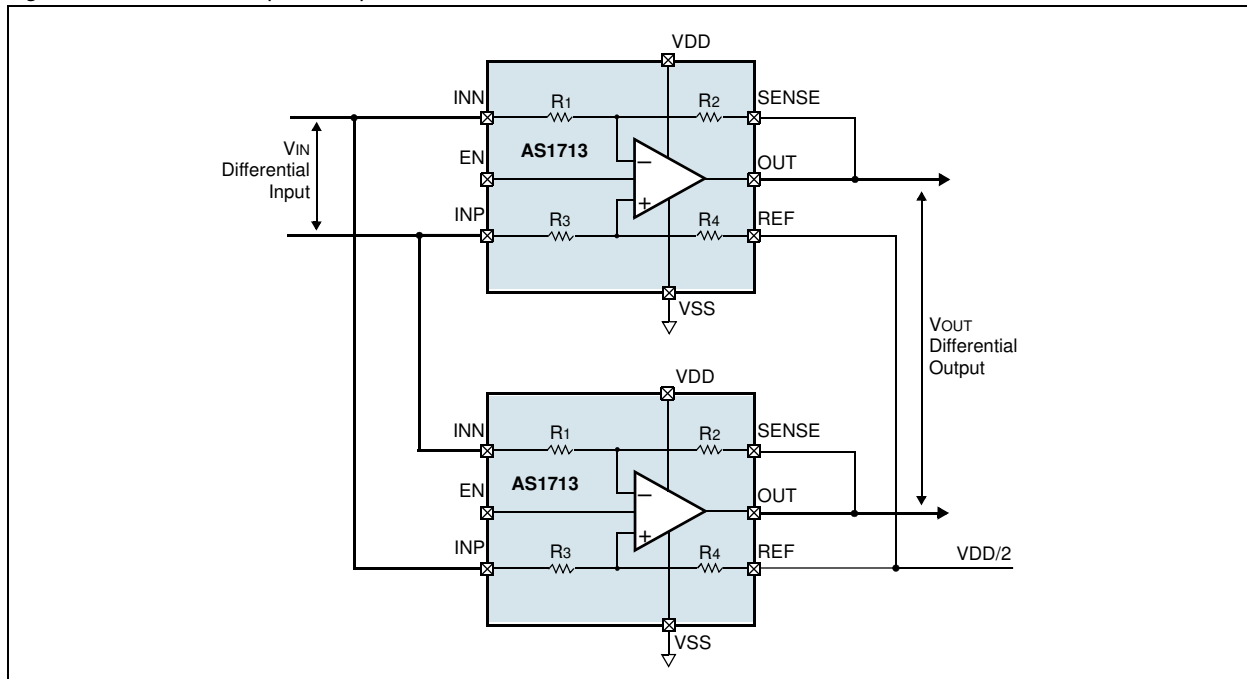 VDD
INN
R1
R2
SENSE
VIN
Differential
Input
EN
AS1713
OUT
INP
R3
R4
REF
VSS
VOUT
Differential
Output
VDD
INN
R1
R2
SENSE
EN
AS1713
OUT
INP
R3
R4
REF
VDD/2
VSS